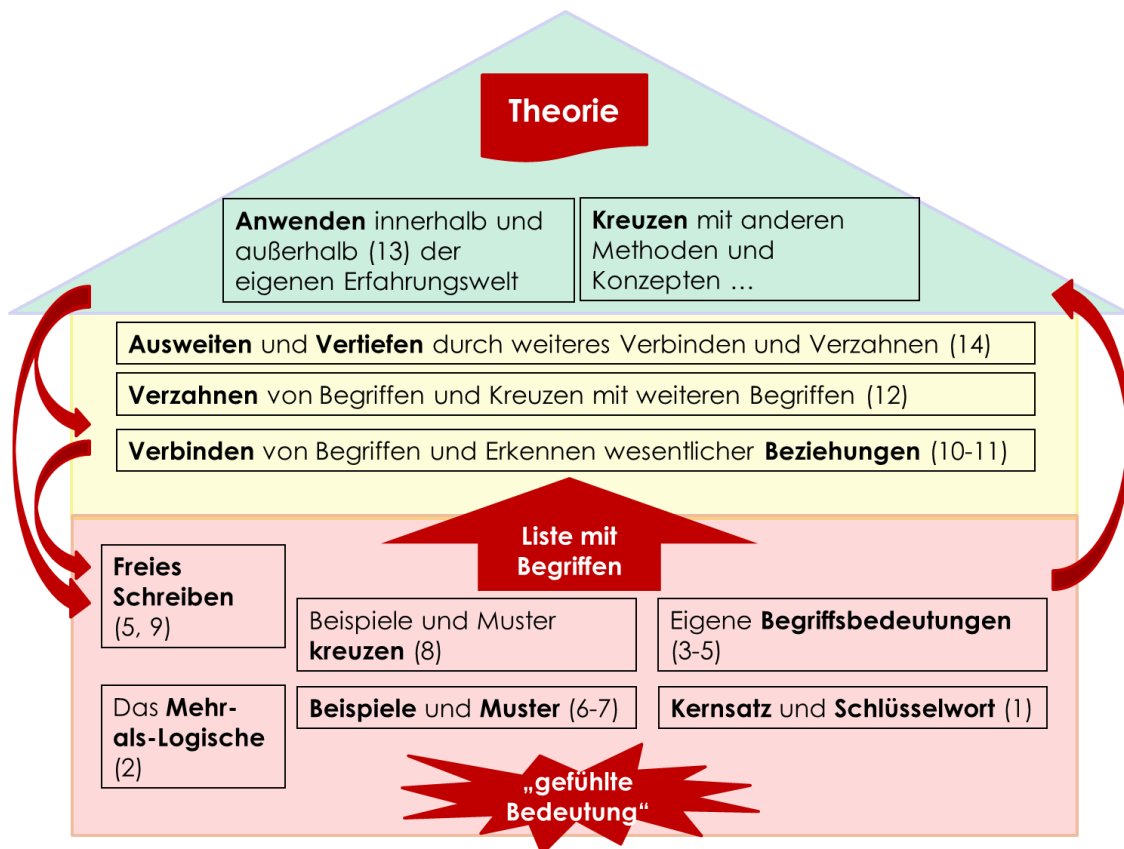 Theorie
Anwenden innerhalb und
außerhalb (13) der
eigenen Erfahrungswelt
Kreuzen mit anderen
Methoden und
Konzepten …
Ausweiten und Vertiefen durch weiteres Verbinden und Verzahnen (14)
Verzahnen von Begriffen und Kreuzen mit weiteren Begriffen (12)
Verbinden von Begriffen und Erkennen wesentlicher Beziehungen (10-11)
Liste mit
Begriffen
Freies
Schreiben
(5, 9)
Beispiele und Muster
kreuzen (8)
Eigene Begriffsbedeutungen
(3-5)
Das Mehr-
als-Logische
(2)
Beispiele und Muster (6-7)
Kernsatz und Schlüsselwort (1)
„gefühlte
Bedeutung“